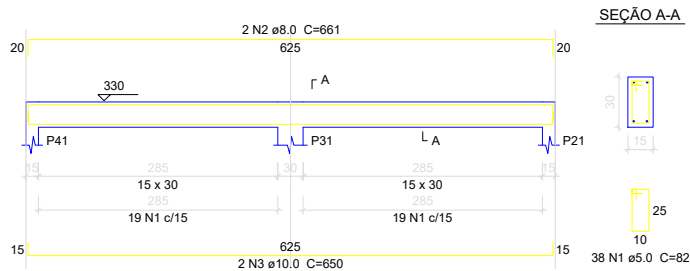 SEÇÃO A-A
2 N2 ø8.0 C=661
20
625
20
A
330
P41
P31
A
P21
30
15
15
285
30
285
15
15 x 30
15 x 30
285
285
19 N1 c/15
19 N1 c/15
25
10
38 N1 ø5.0 C=82
15
625
15
2 N3 ø10.0 C=650